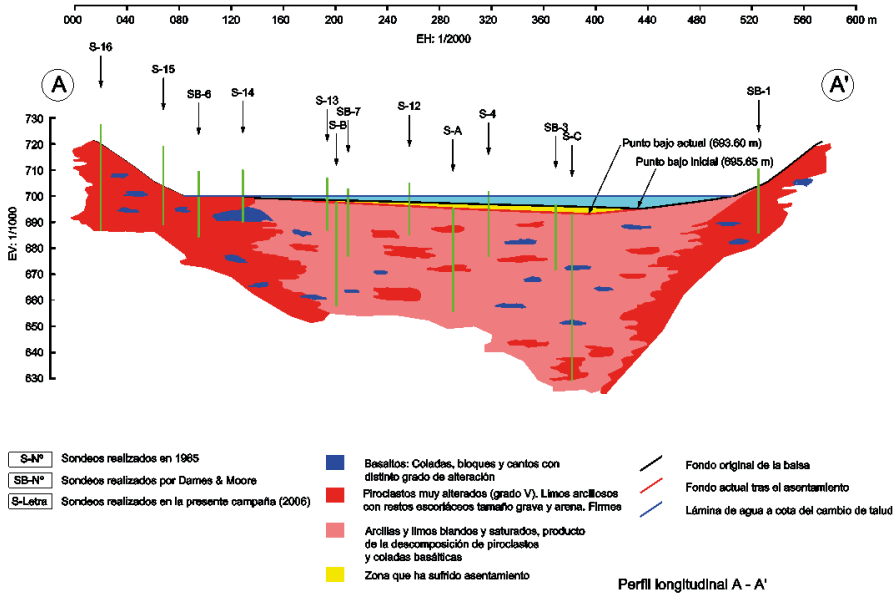 000 040 080 120 160 200 240 280 320 360 400 440 480 520 560 600 m
EH: 1/2000
A
A'
S-16
S-15
SB-6
S-14
S-13
SB-7
S-B
S-12
S-A
S-4
SB-3
S-C
SB-1
Punto bajo actual (693.60 m)
Punto bajo inicial (695.65 m)
EV: 1/1000
730
720
710
700
690
680
670
660
650
640
630
S-Nº Sondeos realizados en 1965
SB-Nº Sondeos realizados por Dames & Moore
S-Letra Sondeos realizados en la presente campaña (2006)
Basaltos: Coladas, bloques y cantos con
distinto grado de alteración
Piroclastos muy alterados (grado V). Limos arcillosos
con restos escoriáceos tamaño grava y arena. Firmes
Arcillas y limos blandos y saturados, producto
de la descomposición de piroclastos
y coladas basálticas
Zona que ha sufrido asentamiento
Fondo original de la balsa
Fondo actual tras el asentamiento
Lámina de agua a cota del cambio de talud
Perfil longitudinal A - A'